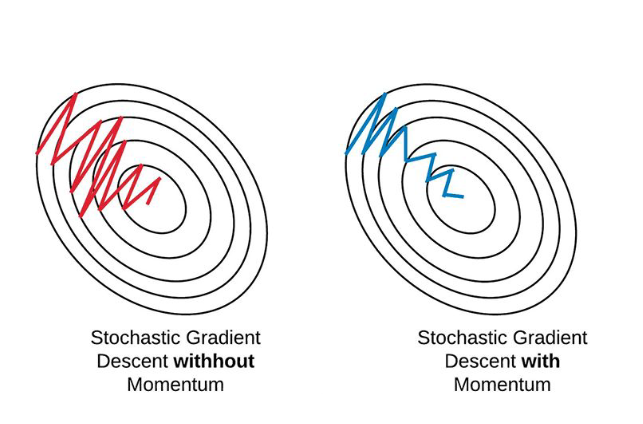 Stochastic Gradient
Descent withhout
Momentum
Stochastic Gradient
Descent with
Momentum